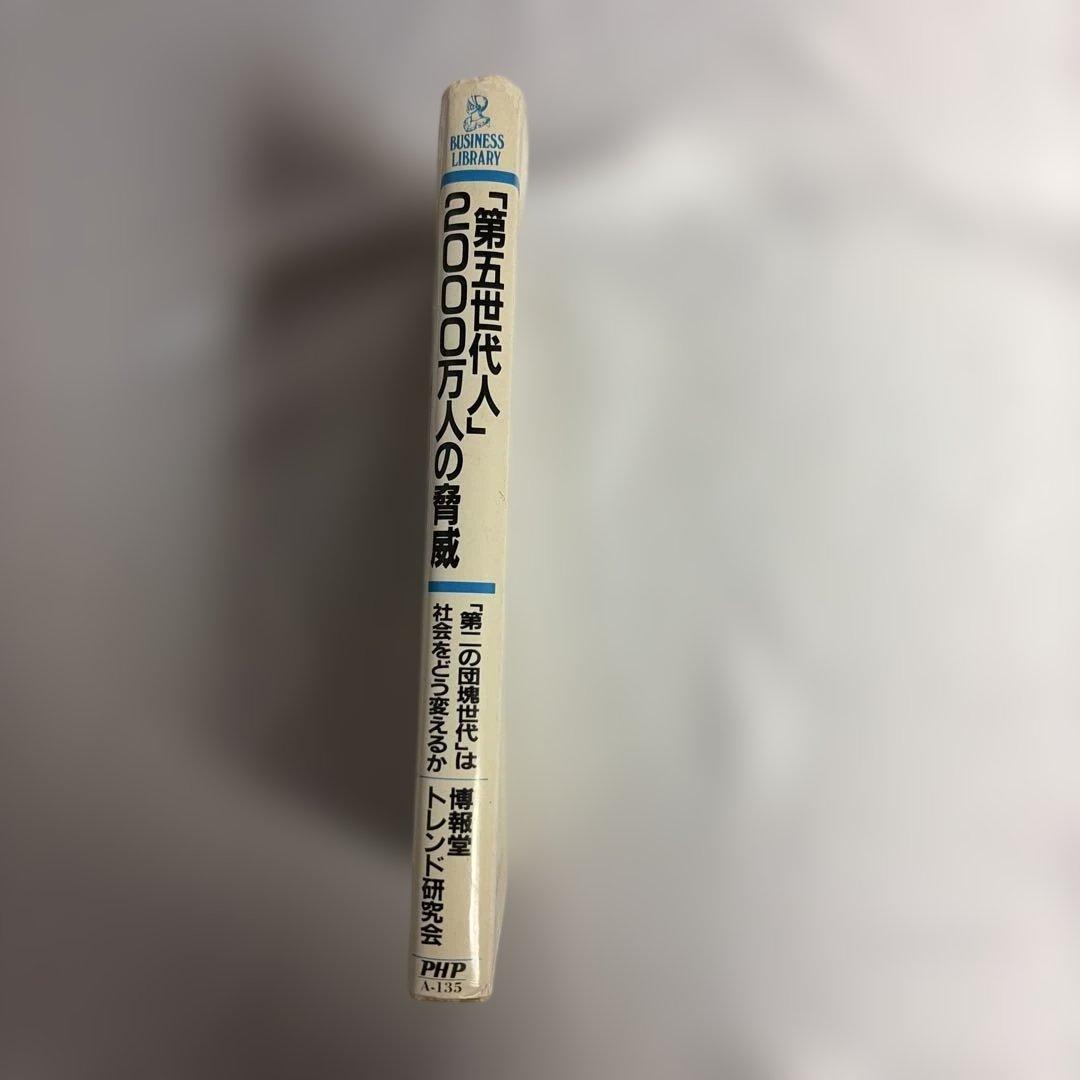 BUSINESS
LIBRARY
「第五世代人」
2000万人の脅威
「第二の団塊世代」は
社会をどう変えるか
博報堂
トレンド研究会
PHP
A-135